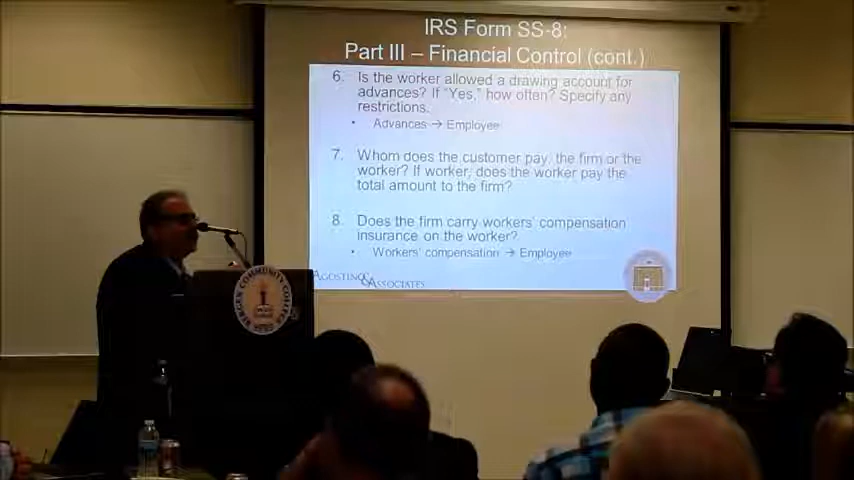 IRS Form SS-8:
Part III – Financial Control (cont.)
6. Is the worker allowed a drawing account for
advances? If "Yes," how often? Specify any
restrictions.
• Advances → Employee
7. Whom does the customer pay, the firm or the
worker? If worker, does the worker pay the
total amount to the firm?
8. Does the firm carry workers' compensation
insurance on the worker?
• Workers' compensation → Employee
AGOSTINO & ASSOCIATES
BERGEN COMMUNITY COLLEGE